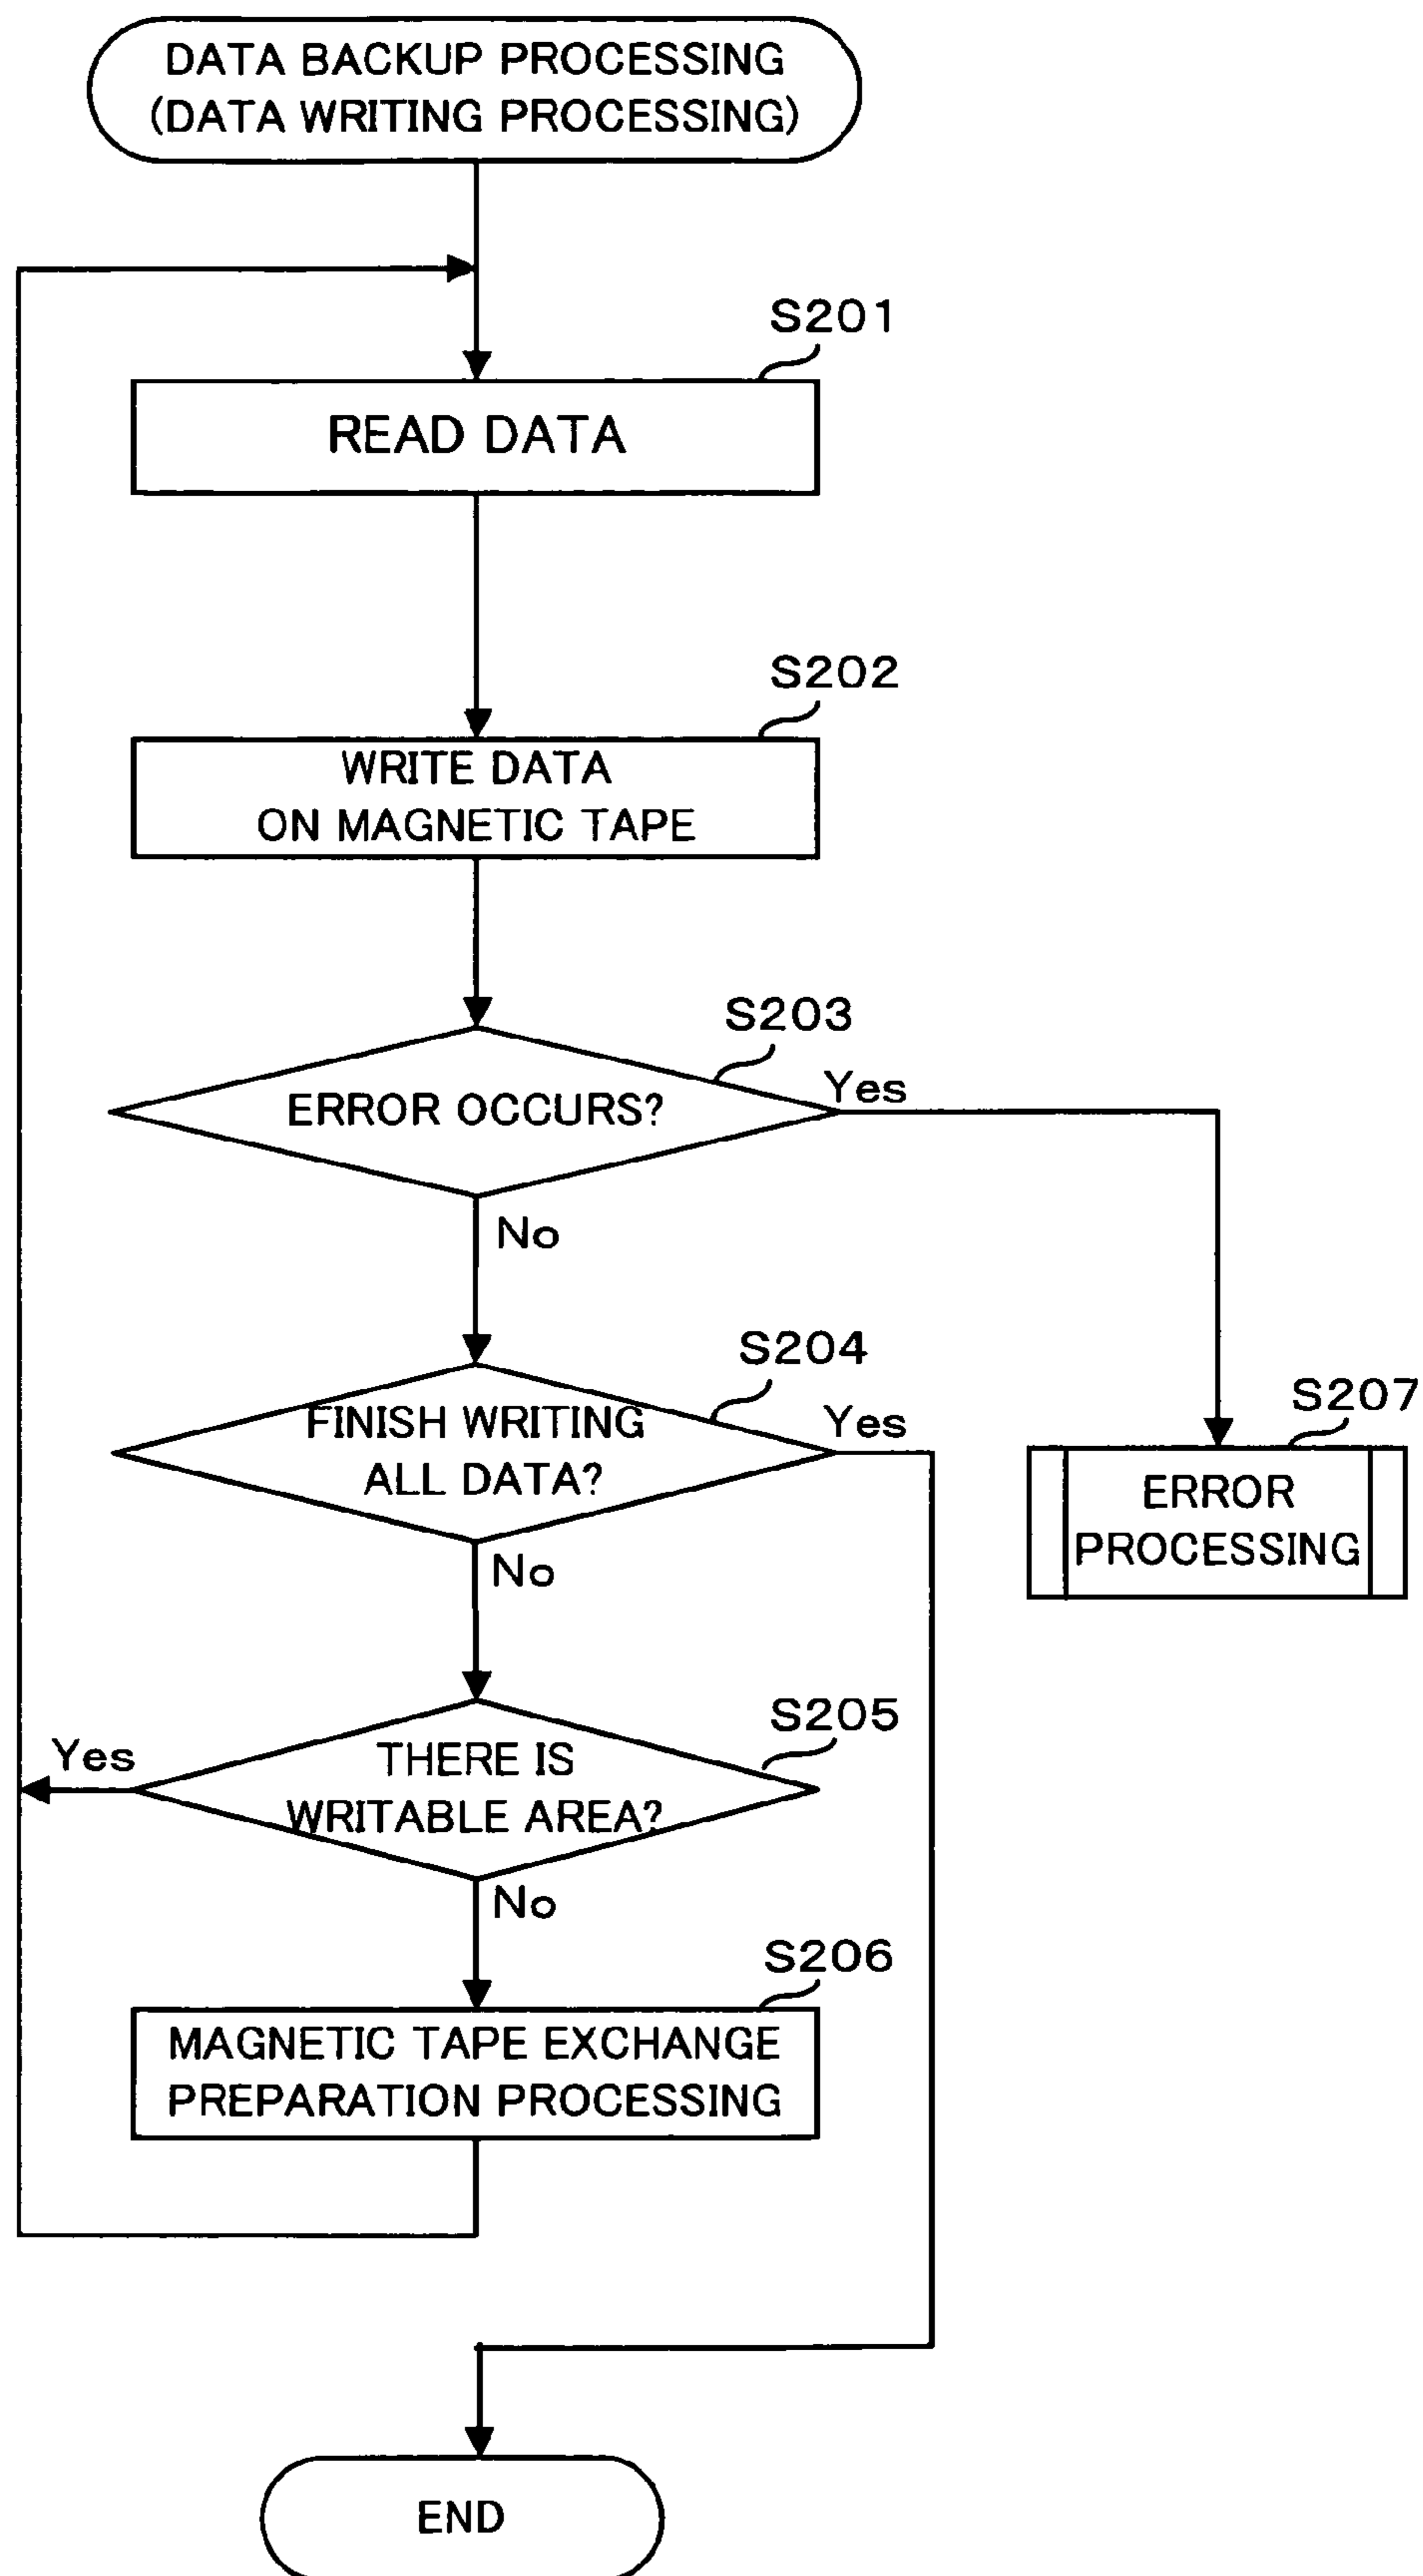 DATA BACKUP PROCESSING
(DATA WRITING PROCESSING)
S201
READ DATA
S202
WRITE DATA
ON MAGNETIC TAPE
S203
ERROR OCCURS?
Yes
No
S204
FINISH WRITING
ALL DATA?
Yes
No
S207
ERROR
PROCESSING
S205
THERE IS
WRITABLE AREA?
Yes
No
S206
MAGNETIC TAPE EXCHANGE
PREPARATION PROCESSING
END